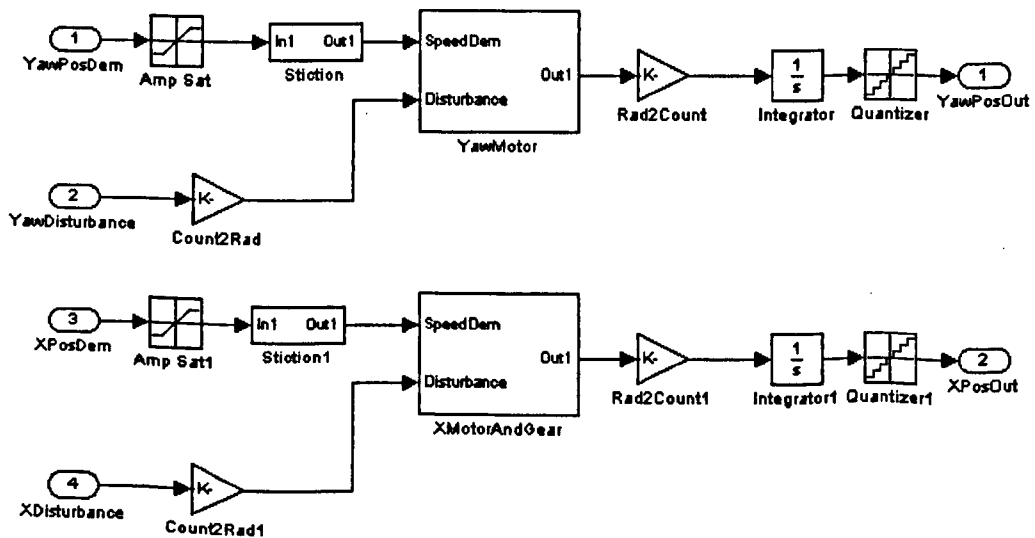 1
YawPosDem
Amp Sat
In1 Out1
Stiction
SpeedDem
Disturbance
Out1
YawMotor
K-
Rad2Count
1
s
Integrator
Quantizer
1
YawPosOut
2
YawDisturbance
K-
Count2Rad
3
XPosDem
Amp Sat1
In1 Out1
Stiction1
SpeedDem
Disturbance
Out1
XMotorAndGear
K-
Rad2Count1
1
s
Integrator1
Quantizer1
2
XPosOut
4
XDisturbance
K-
Count2Rad1